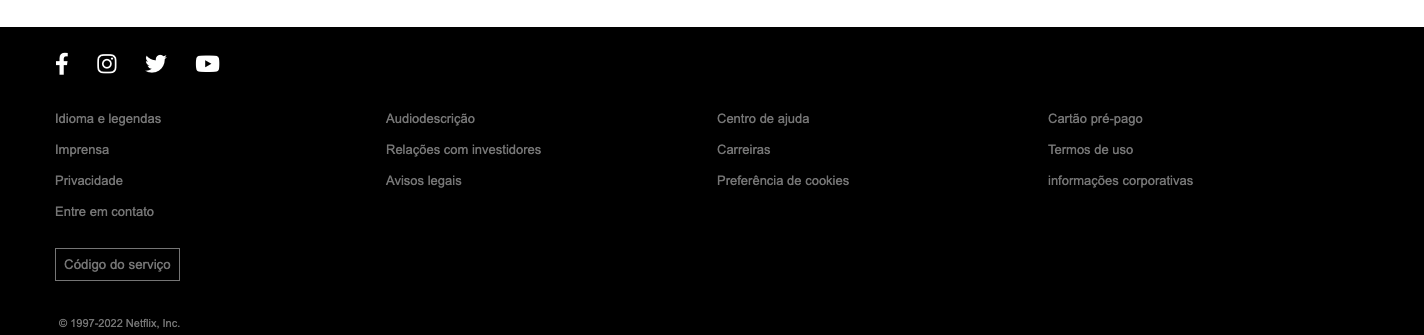 Idioma e legendas Audiodescrição Centro de ajuda Cartão pré-pago
Imprensa Relações com investidores Carreiras Termos de uso
Privacidade Avisos legais Preferência de cookies informações corporativas
Entre em contato
Código do serviço
© 1997-2022 Netflix, Inc.